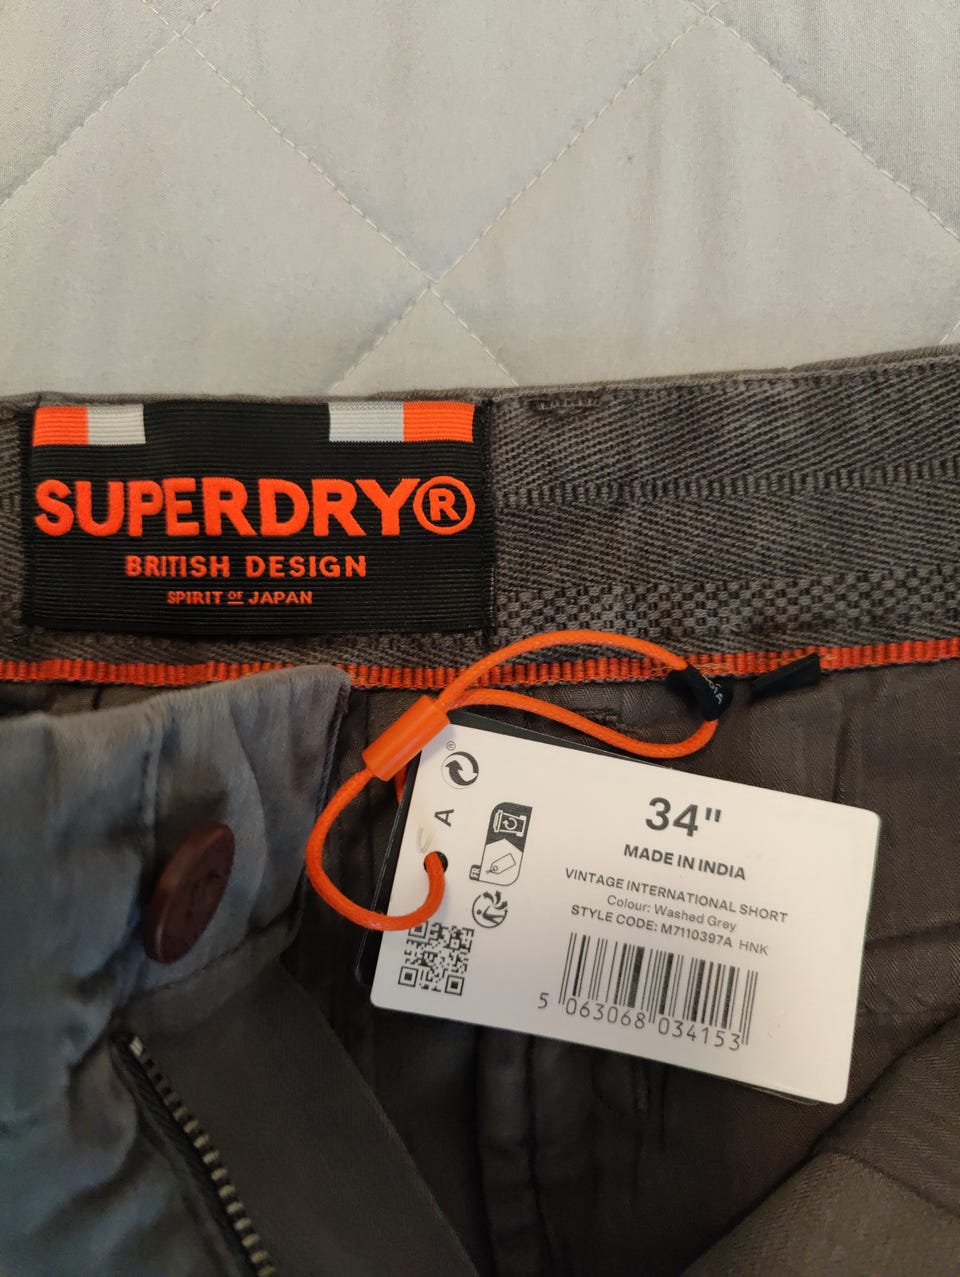 SUPERDRY®
BRITISH DESIGN
SPIRIT OF JAPAN
®
A
34"
MADE IN INDIA
VINTAGE INTERNATIONAL SHORT
Colour: Washed Grey
STYLE CODE: M7110397A HNK
5 063068 034153